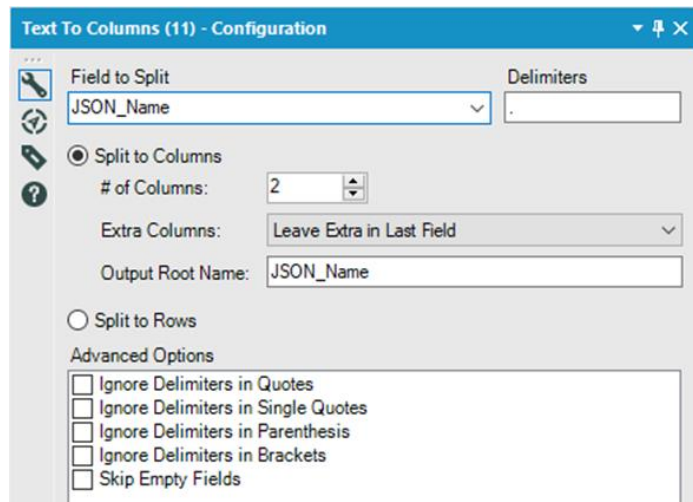 Text To Columns (11) - Configuration
Field to Split
Delimiters
JSON_Name
.
Split to Columns
# of Columns:
2
Extra Columns:
Leave Extra in Last Field
Output Root Name:
JSON_Name
Split to Rows
Advanced Options
Ignore Delimiters in Quotes
Ignore Delimiters in Single Quotes
Ignore Delimiters in Parenthesis
Ignore Delimiters in Brackets
Skip Empty Fields